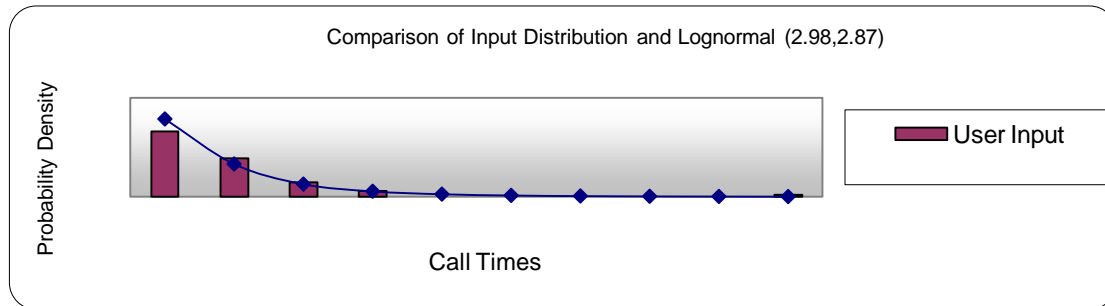 Comparison of Input Distribution and Lognormal (2.98,2.87)
Probability Density
User Input
Call Times